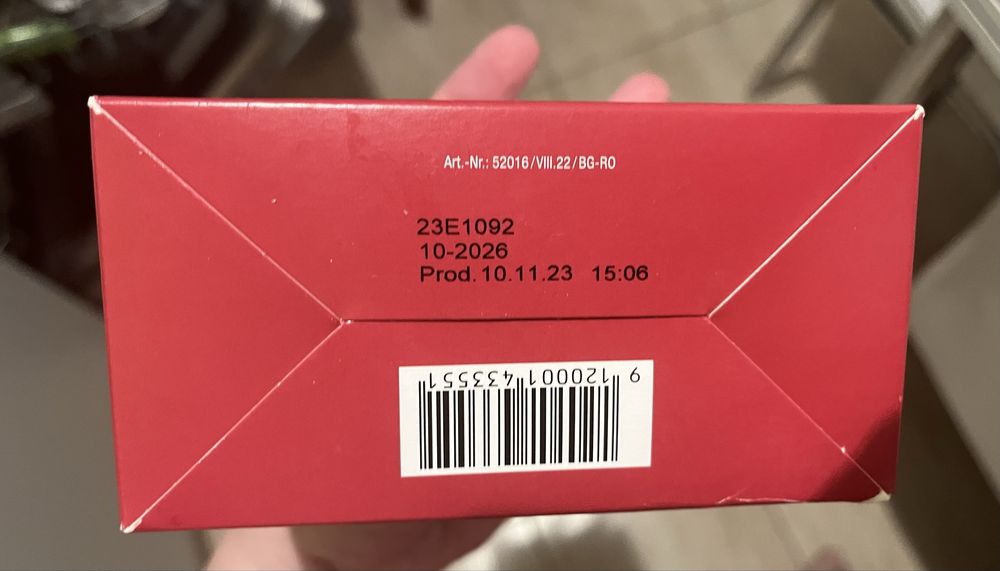 Art.-Nr.: 52016/VIII.22/BG-RO
23E1092
10-2026
Prod. 10.11.23 15:06
9 120001 433551